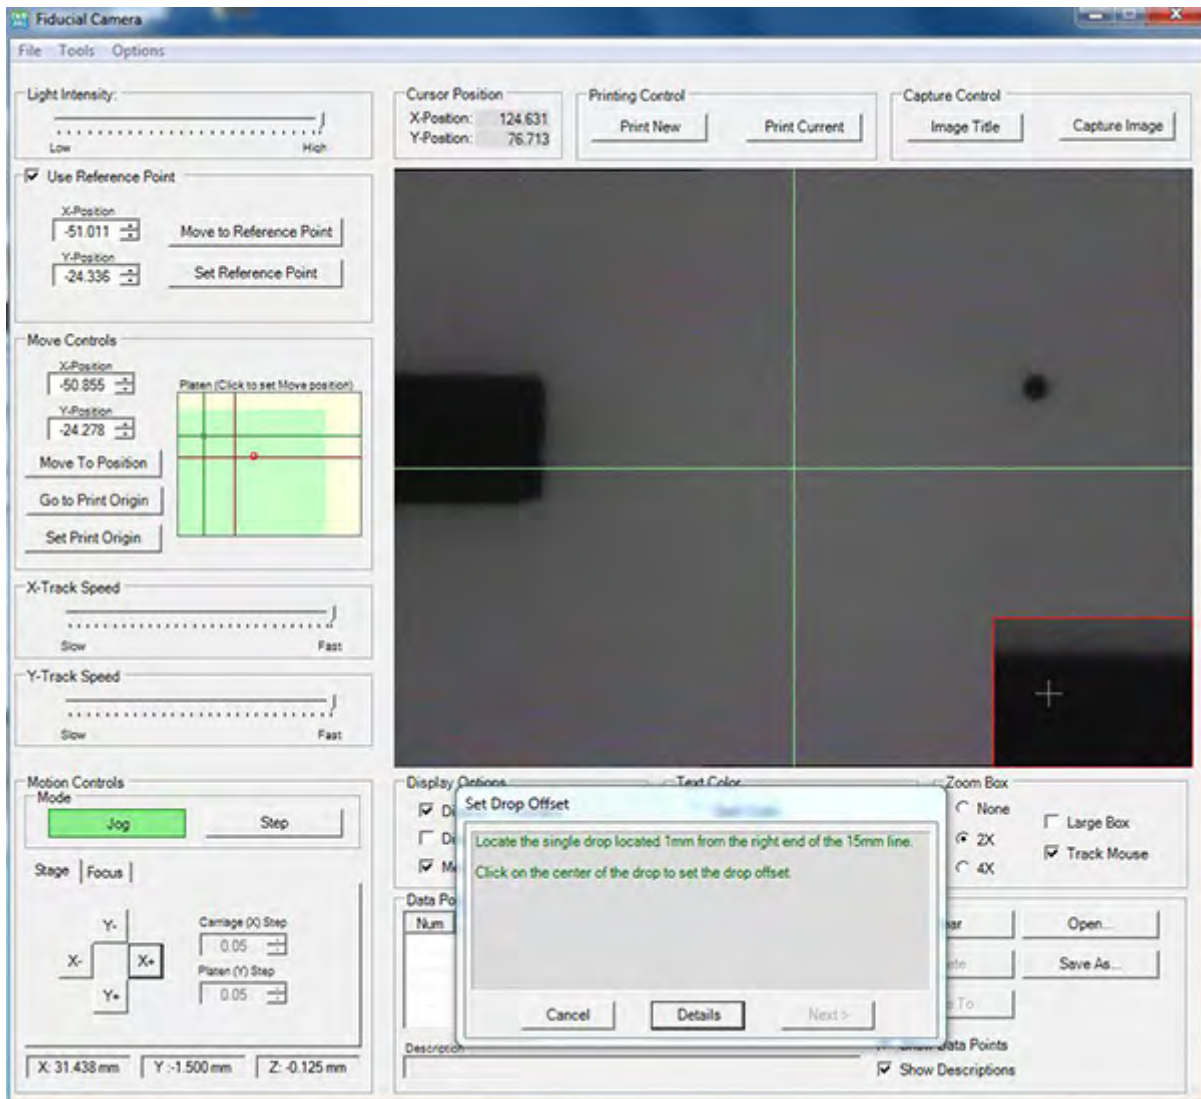 Fiducial Camera
File Tools Options
Light Intensity:
Low High
Cursor Position
X-Position: 124.631
Y-Position: 76.713
Printing Control
Print New Print Current
Capture Control
Image Title Capture Image
Use Reference Point
X-Position
-51.011
Move to Reference Point
Y-Position
-24.336
Set Reference Point
Move Controls
X-Position
-50.855
Platen (Click to set Move position)
Y-Position
-24.278
Move To Position
Go to Print Origin
Set Print Origin
X-Track Speed
Slow Fast
Y-Track Speed
Slow Fast
Motion Controls
Mode
Jog Step
Stage Focus
Y-
X- X+
Y+
Carriage (X) Step
0.05
Platen (Y) Step
0.05
X: 31.438 mm Y :-1.500 mm Z: -0.125 mm
Display Options
Text Color
Zoom Box
None
2X
4X
Large Box
Track Mouse
Set Drop Offset
Locate the single drop located 1mm from the right end of the 15mm line.
Click on the center of the drop to set the drop offset.
Cancel Details Next >
Num
Open...
Save As...
To
Description
Data Points
Show Descriptions